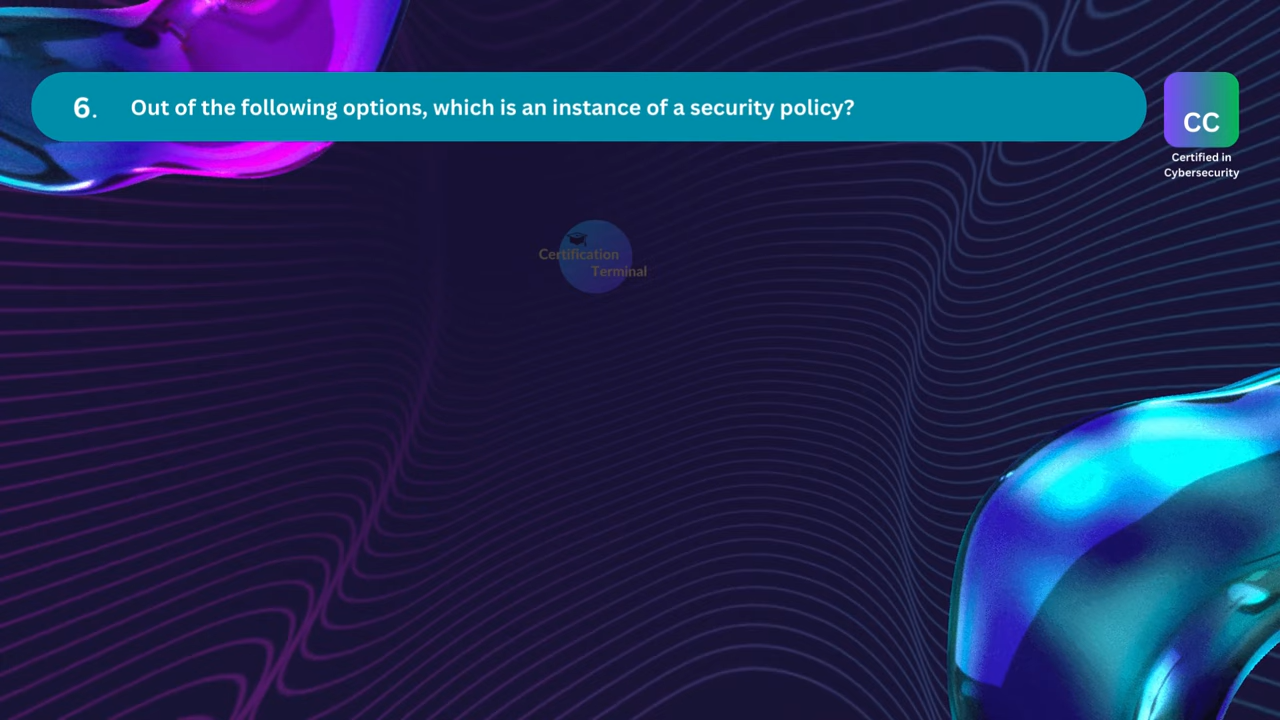 6. Out of the following options, which is an instance of a security policy?
CC
Certified in
Cybersecurity
Certification
Terminal